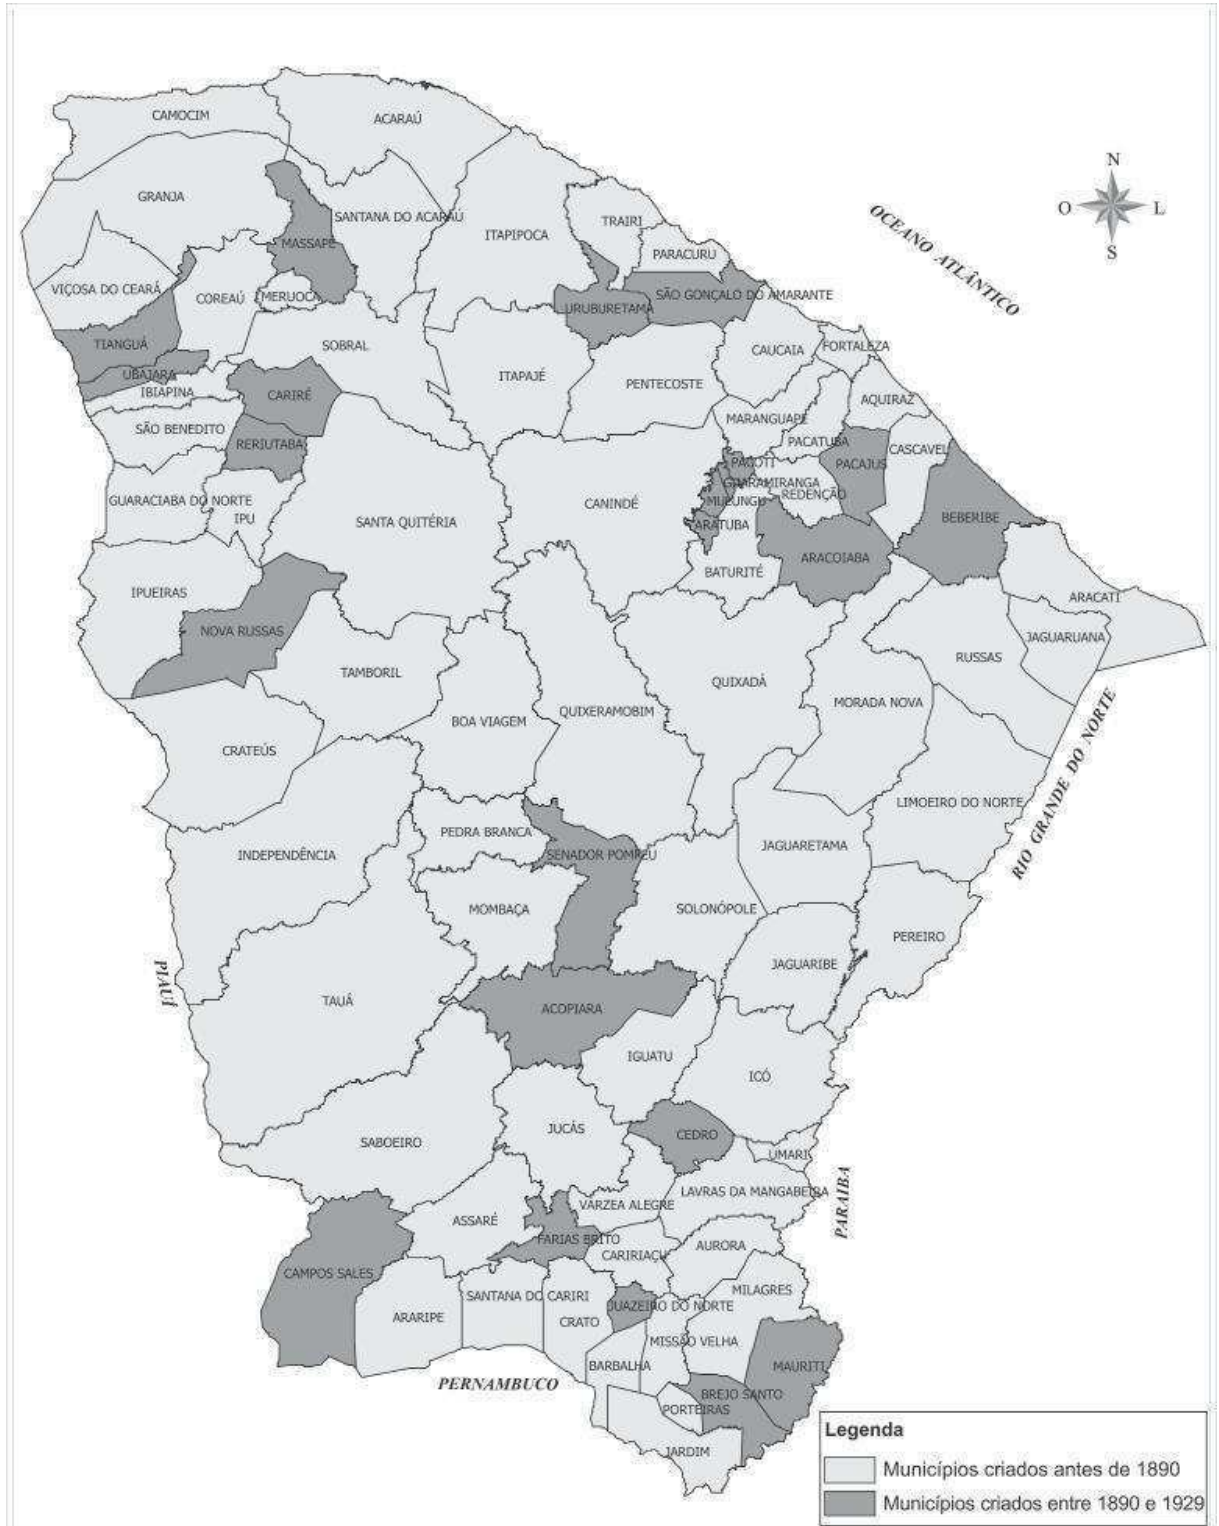 CAMOCIM
ACARAÚ
N
GRANJA
SANTANA DO ACARAÚ
TRAIRI
O
L
ITAPIPOCA
MASSAPÊ
OCEANO ATLÂNTICO
PARACURU
S
VIÇOSA DO CEARÁ
COREAÚ
MERUOCA
SÃO GONÇALO DO AMARANTE
URUBURETAMA
TIANGUÁ
SOBRAL
CAUCAIA
FORTALEZA
UBAJARA
ITAPAJÉ
PENTECOSTE
IBIAPINA
CARIRÉ
AQUIRAZ
MARANGUAPE
SÃO BENEDITO
RERIUTABA
PACATUBA
CASCAVEL
PACOTI
PACAJUS
GUARAMIRANGA
GUARACIABA DO NORTE
MULUNGU
REDENÇÃO
CANINDÉ
IPU
SANTA QUITÉRIA
ARATUBA
BEBERIBE
ARACOIABA
BATURITÉ
IPUEIRAS
ARACATI
NOVA RUSSAS
JAGUARUANA
RUSSAS
TAMBORIL
QUIXADÁ
MORADA NOVA
QUIXERAMOBIM
BOA VIAGEM
CRATEÚS
RIO GRANDE DO NORTE
LIMOEIRO DO NORTE
PEDRA BRANCA
JAGUARETAMA
INDEPENDÊNCIA
SENADOR POMPEU
MOMBAÇA
SOLONÓPOLE
PEREIRO
JAGUARIBE
PIAUÍ
TAUÁ
ACOPIARA
IGUATU
ICÓ
JUCÁS
CEDRO
SABOEIRO
UMARI
LAVRAS DA MANGABEIRA
PARAIBA
VÁRZEA ALEGRE
ASSARÉ
FARIAS BRITO
AURORA
CARIRIAÇU
CAMPOS SALES
MILAGRES
SANTANA DO CARIRI
JUAZEIRO DO NORTE
ARARIPE
CRATO
MISSÃO VELHA
BARBALHA
MAURITI
PERNAMBUCO
BREJO SANTO
PORTEIRAS
JARDIM
Legenda
Municípios criados antes de 1890
Municípios criados entre 1890 e 1929